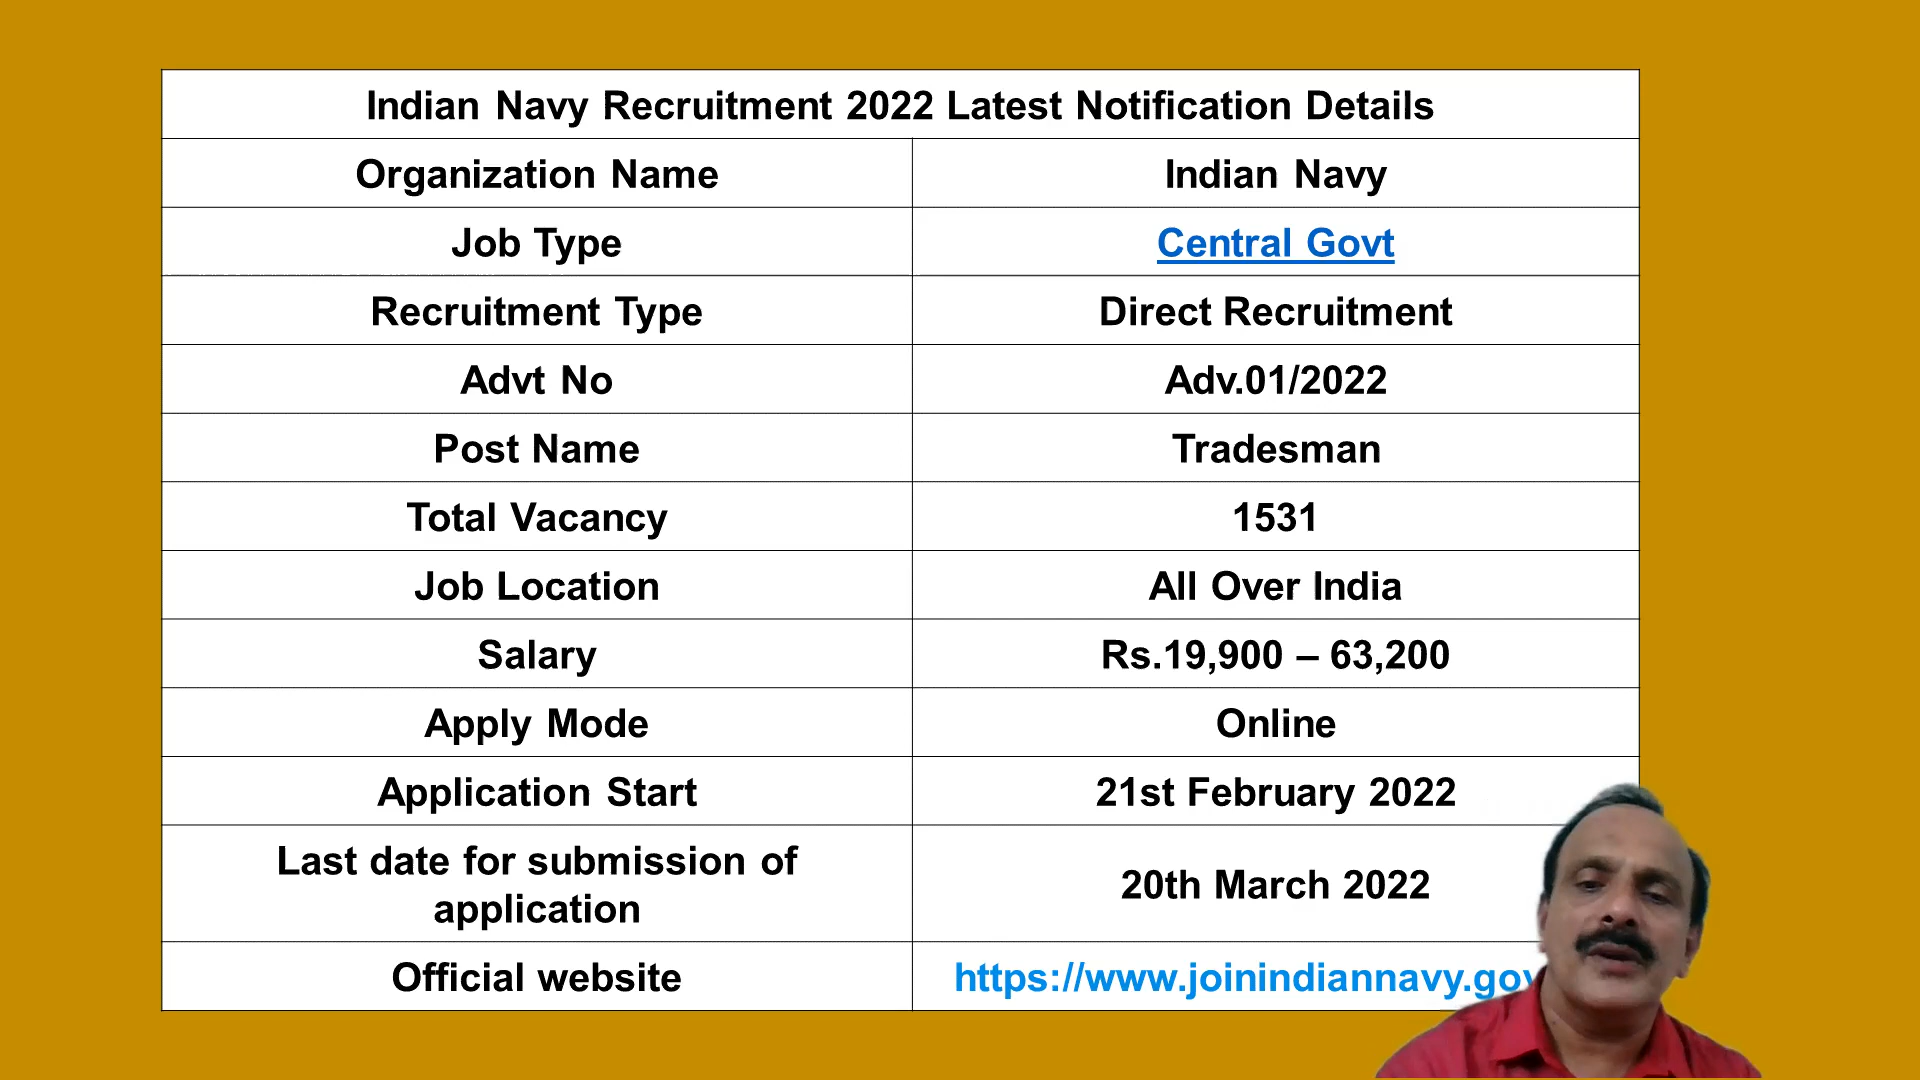 Indian Navy Recruitment 2022 Latest Notification Details
Organization Name Indian Navy
Job Type Central Govt
Recruitment Type Direct Recruitment
Advt No Adv.01/2022
Post Name Tradesman
Total Vacancy 1531
Job Location All Over India
Salary Rs.19,900 – 63,200
Apply Mode Online
Application Start 21st February 2022
Last date for submission of
application 20th March 2022
Official website https://www.joinindiannavy.gov